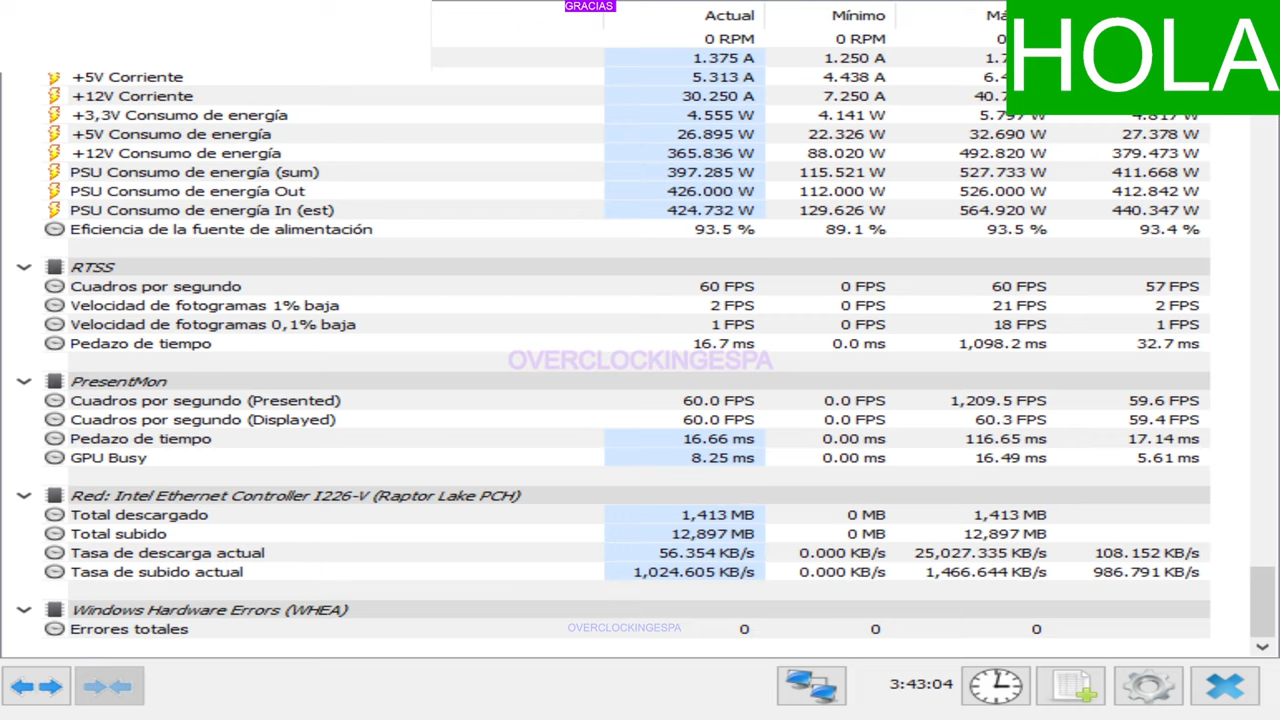 GRACIAS
Actual Mínimo
HOLA
0 RPM 0 RPM
1.375 A 1.250 A
+5V Corriente 5.313 A 4.438 A
+12V Corriente 30.250 A 7.250 A
+3,3V Consumo de energía 4.555 W 4.141 W 5.797 W 4.817 W
+5V Consumo de energía 26.895 W 22.326 W 32.690 W 27.378 W
+12V Consumo de energía 365.836 W 88.020 W 492.820 W 379.473 W
PSU Consumo de energía (sum) 397.285 W 115.521 W 527.733 W 411.668 W
PSU Consumo de energía Out 426.000 W 112.000 W 526.000 W 412.842 W
PSU Consumo de energía In (est) 424.732 W 129.626 W 564.920 W 440.347 W
Eficiencia de la fuente de alimentación 93.5 % 89.1 % 93.5 % 93.4 %
RTSS
Cuadros por segundo 60 FPS 0 FPS 60 FPS 57 FPS
Velocidad de fotogramas 1% baja 2 FPS 0 FPS 21 FPS 2 FPS
Velocidad de fotogramas 0,1% baja 1 FPS 0 FPS 18 FPS 1 FPS
Pedazo de tiempo 16.7 ms 0.0 ms 1,098.2 ms 32.7 ms
OVERCLOCKINGESPA
PresentMon
Cuadros por segundo (Presented) 60.0 FPS 0.0 FPS 1,209.5 FPS 59.6 FPS
Cuadros por segundo (Displayed) 60.0 FPS 0.0 FPS 60.3 FPS 59.4 FPS
Pedazo de tiempo 16.66 ms 0.00 ms 116.65 ms 17.14 ms
GPU Busy 8.25 ms 0.00 ms 16.49 ms 5.61 ms
Red: Intel Ethernet Controller I226-V (Raptor Lake PCH)
Total descargado 1,413 MB 0 MB 1,413 MB
Total subido 12,897 MB 0 MB 12,897 MB
Tasa de descarga actual 56.354 KB/s 0.000 KB/s 25,027.335 KB/s 108.152 KB/s
Tasa de subido actual 1,024.605 KB/s 0.000 KB/s 1,466.644 KB/s 986.791 KB/s
Windows Hardware Errors (WHEA)
Errores totales 0 0 0
OVERCLOCKINGESPA
3:43:04